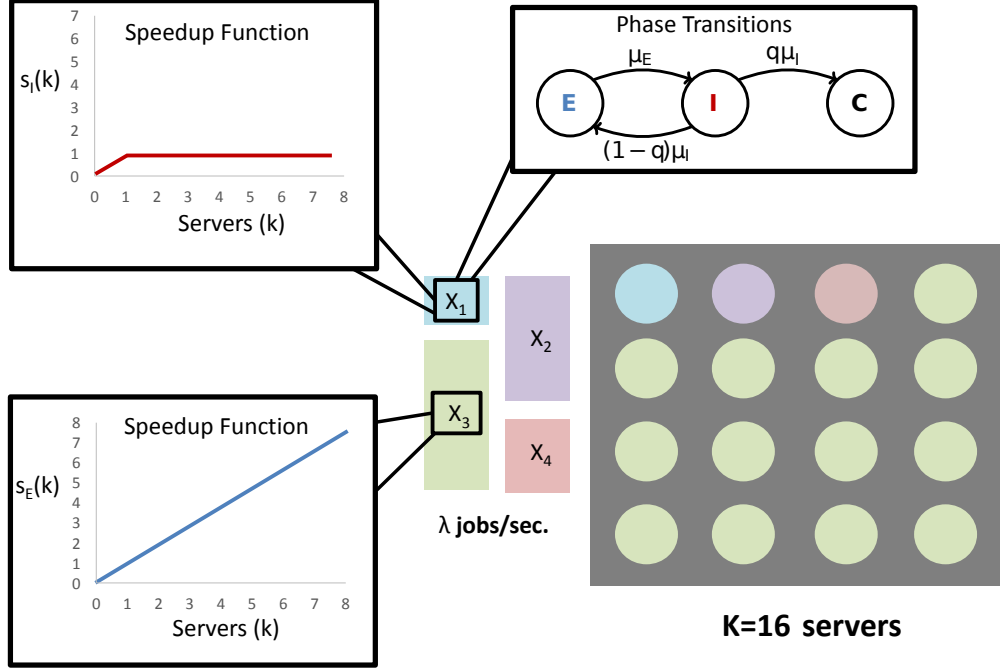 Speedup Function
s_I(k)
7
6
5
4
3
2
1
0
0 1 2 3 4 5 6 7 8
Servers (k)
Phase Transitions
μ_E
qμ_I
E
I
C
(1 − q)μ_I
X_1
X_2
X_3
X_4
λ jobs/sec.
Speedup Function
s_E(k)
8
7
6
5
4
3
2
1
0
0 1 2 3 4 5 6 7 8
Servers (k)
K=16 servers